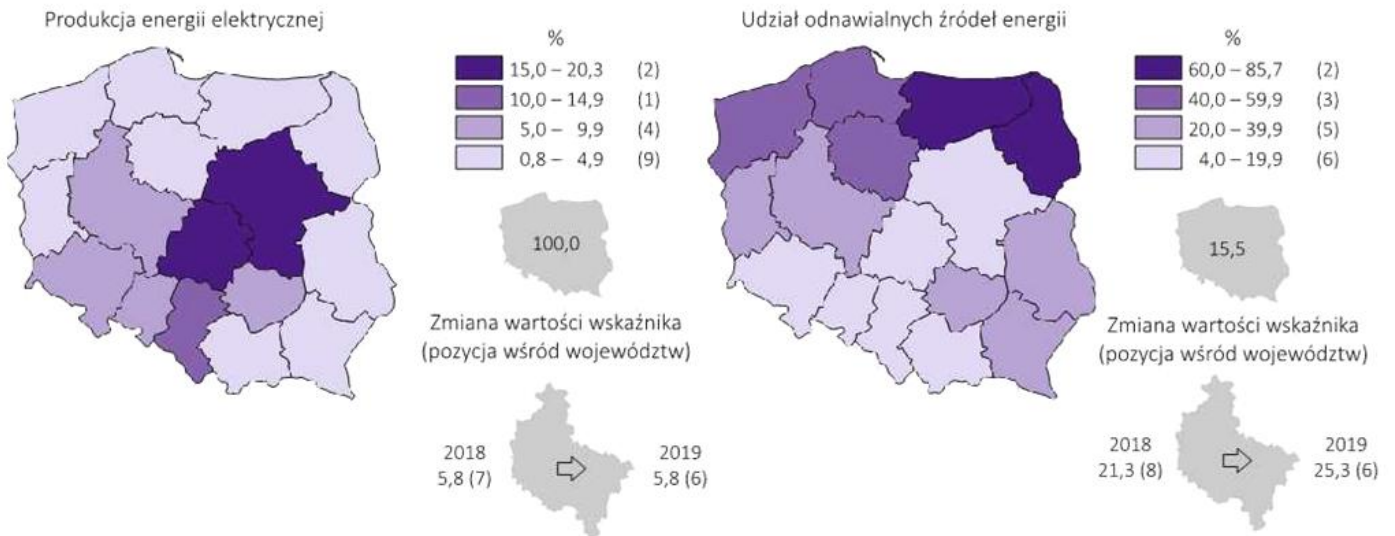 Produkcja energii elektrycznej
%
15,0 – 20,3 (2)
10,0 – 14,9 (1)
5,0 – 9,9 (4)
0,8 – 4,9 (9)
100,0
Zmiana wartości wskaźnika
(pozycja wśród województw)
2018
5,8 (7)
2019
5,8 (6)
Udział odnawialnych źródeł energii
%
60,0 – 85,7 (2)
40,0 – 59,9 (3)
20,0 – 39,9 (5)
4,0 – 19,9 (6)
15,5
Zmiana wartości wskaźnika
(pozycja wśród województw)
2018
21,3 (8)
2019
25,3 (6)